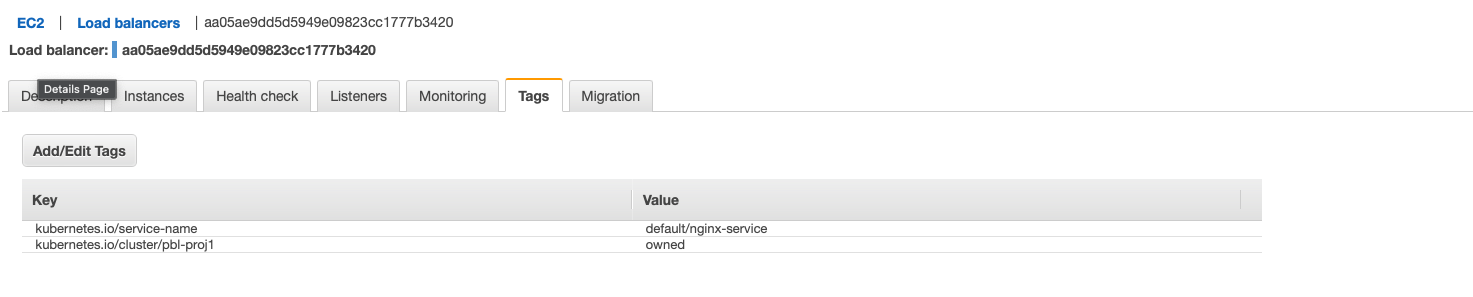 EC2 | Load balancers | aa05ae9dd5d5949e09823cc1777b3420
Load balancer: aa05ae9dd5d5949e09823cc1777b3420
Details Page
Description Instances Health check Listeners Monitoring Tags Migration
Add/Edit Tags
Key Value
kubernetes.io/service-name default/nginx-service
kubernetes.io/cluster/pbl-proj1 owned